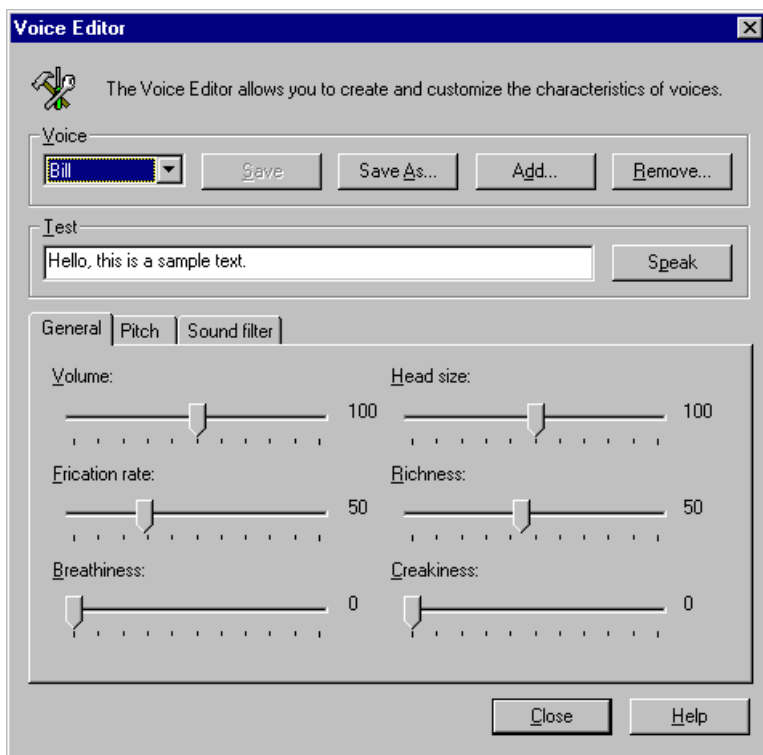 Voice Editor
The Voice Editor allows you to create and customize the characteristics of voices.
Voice
Bill Save Save As... Add... Remove...
Test
Hello, this is a sample text. Speak
General Pitch Sound filter
Volume: Head size:
100 100
Frication rate: Richness:
50 50
Breathiness: Creakiness:
0 0
Close Help